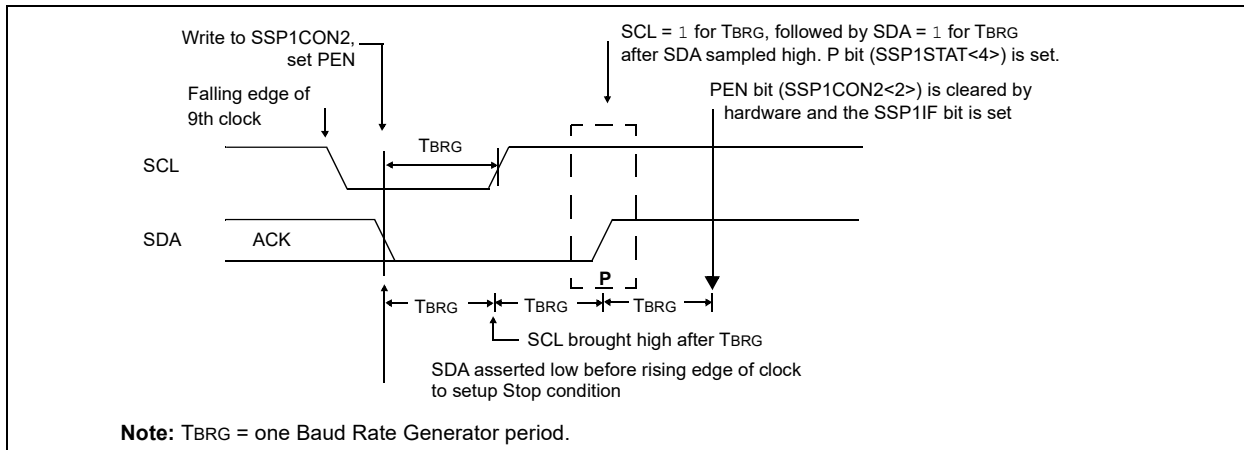 Write to SSP1CON2,
set PEN
SCL = 1 for TBRG, followed by SDA = 1 for TBRG
after SDA sampled high. P bit (SSP1STAT<4>) is set.
Falling edge of
9th clock
PEN bit (SSP1CON2<2>) is cleared by
hardware and the SSP1IF bit is set
TBRG
SCL
SDA
ACK
P
TBRG
TBRG
TBRG
SCL brought high after TBRG
SDA asserted low before rising edge of clock
to setup Stop condition
Note: TBRG = one Baud Rate Generator period.